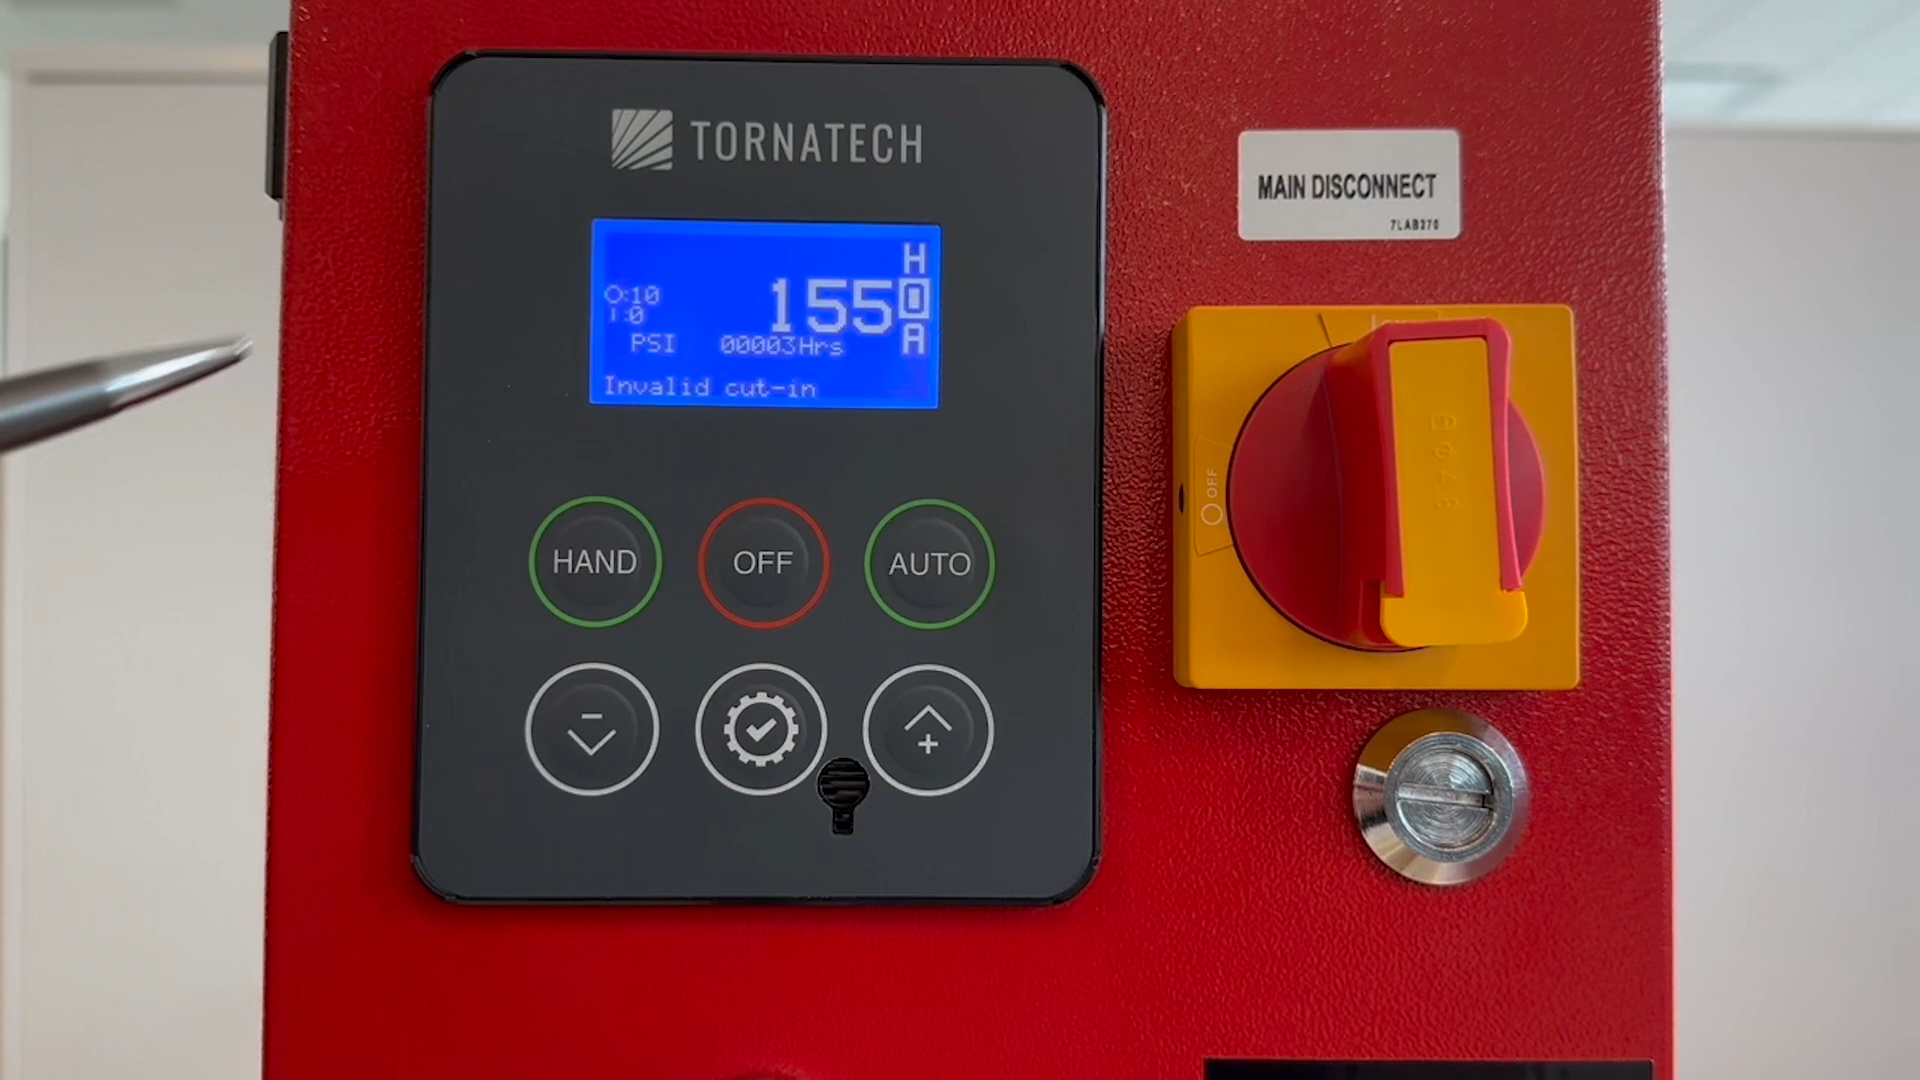 TORNATECH
MAIN DISCONNECT
7LAB270
H
O:10
155
O
I:0
A
PSI
00003Hrs
Invalid cut-in
HAND
OFF
AUTO
O OFF